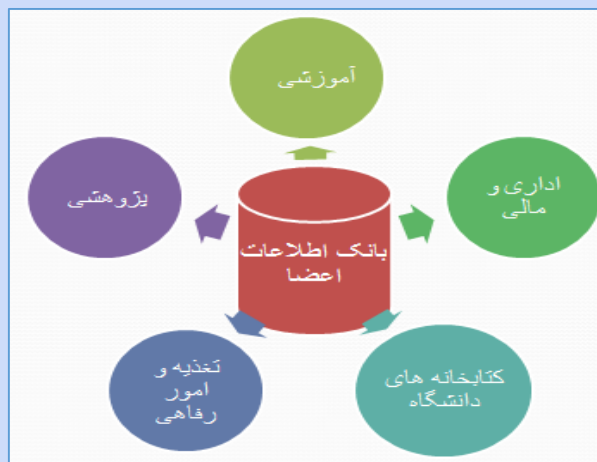 آموزشی
اداری و
مالی
پژوهشی
بانک اطلاعات
اعضا
کتابخانه های
دانشگاه
تغذیه و
امور
رفاهی